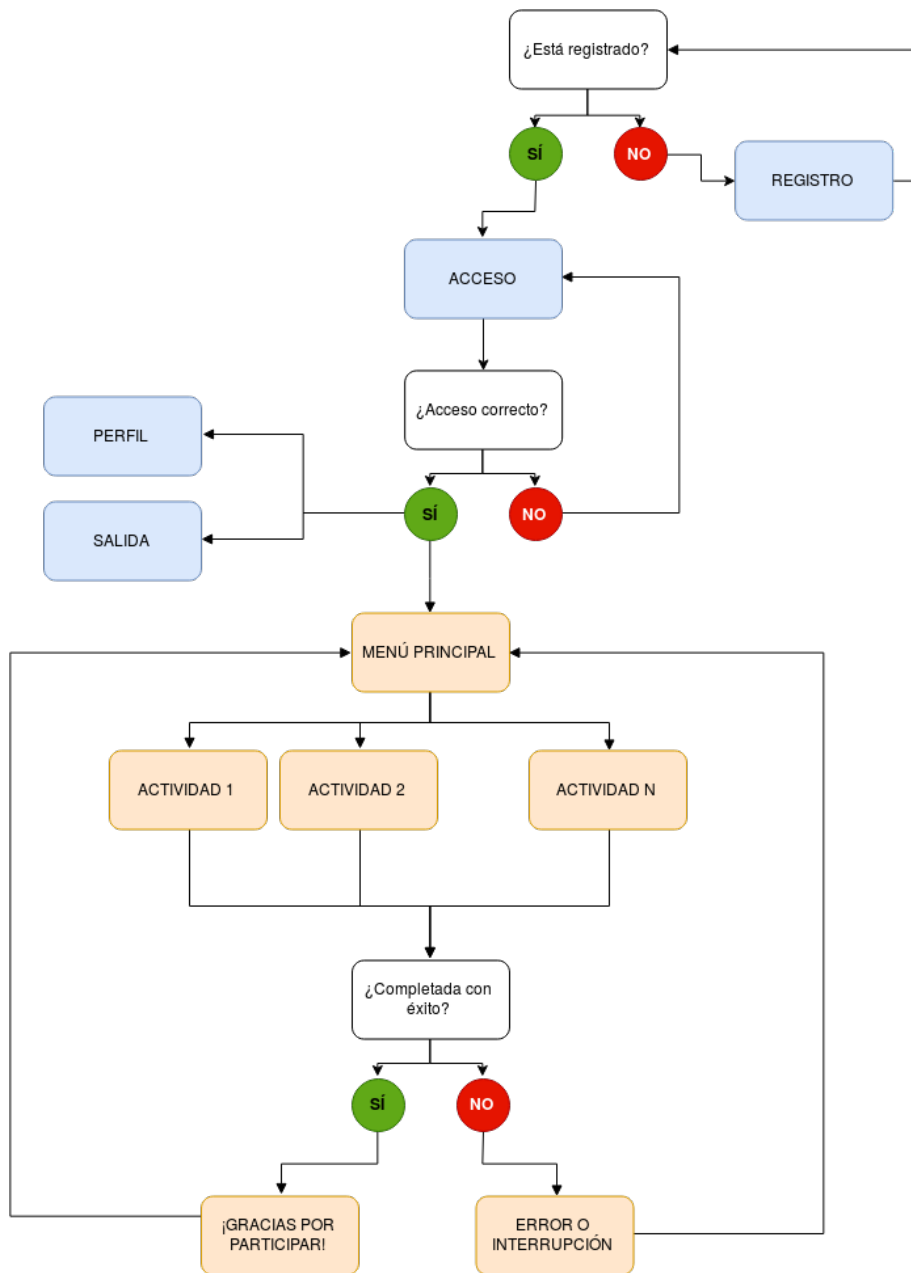 ¿Está registrado?
SÍ
NO
REGISTRO
ACCESO
¿Acceso correcto?
PERFIL
SALIDA
SÍ
NO
MENÚ PRINCIPAL
ACTIVIDAD 1
ACTIVIDAD 2
ACTIVIDAD N
¿Completada con
éxito?
SÍ
NO
¡GRACIAS POR
PARTICIPAR!
ERROR O
INTERRUPCIÓN